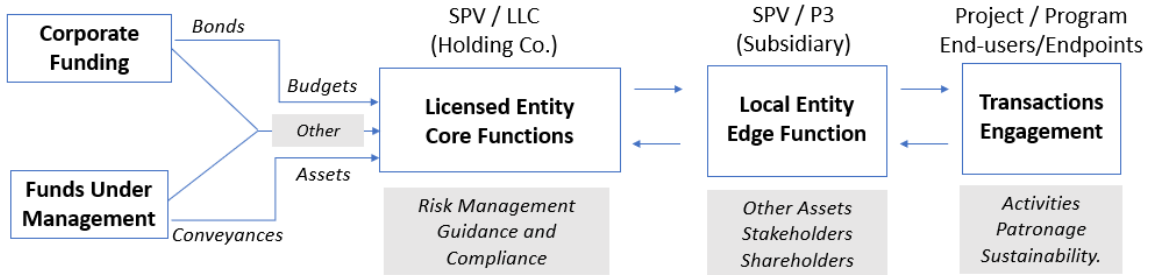 SPV / LLC
(Holding Co.)
SPV / P3
(Subsidiary)
Project / Program
End-users/Endpoints
Corporate
Funding
Bonds
Budgets
Other
Assets
Funds Under
Management
Conveyances
Licensed Entity
Core Functions
Local Entity
Edge Function
Transactions
Engagement
Risk Management
Guidance and
Compliance
Other Assets
Stakeholders
Shareholders
Activities
Patronage
Sustainability.